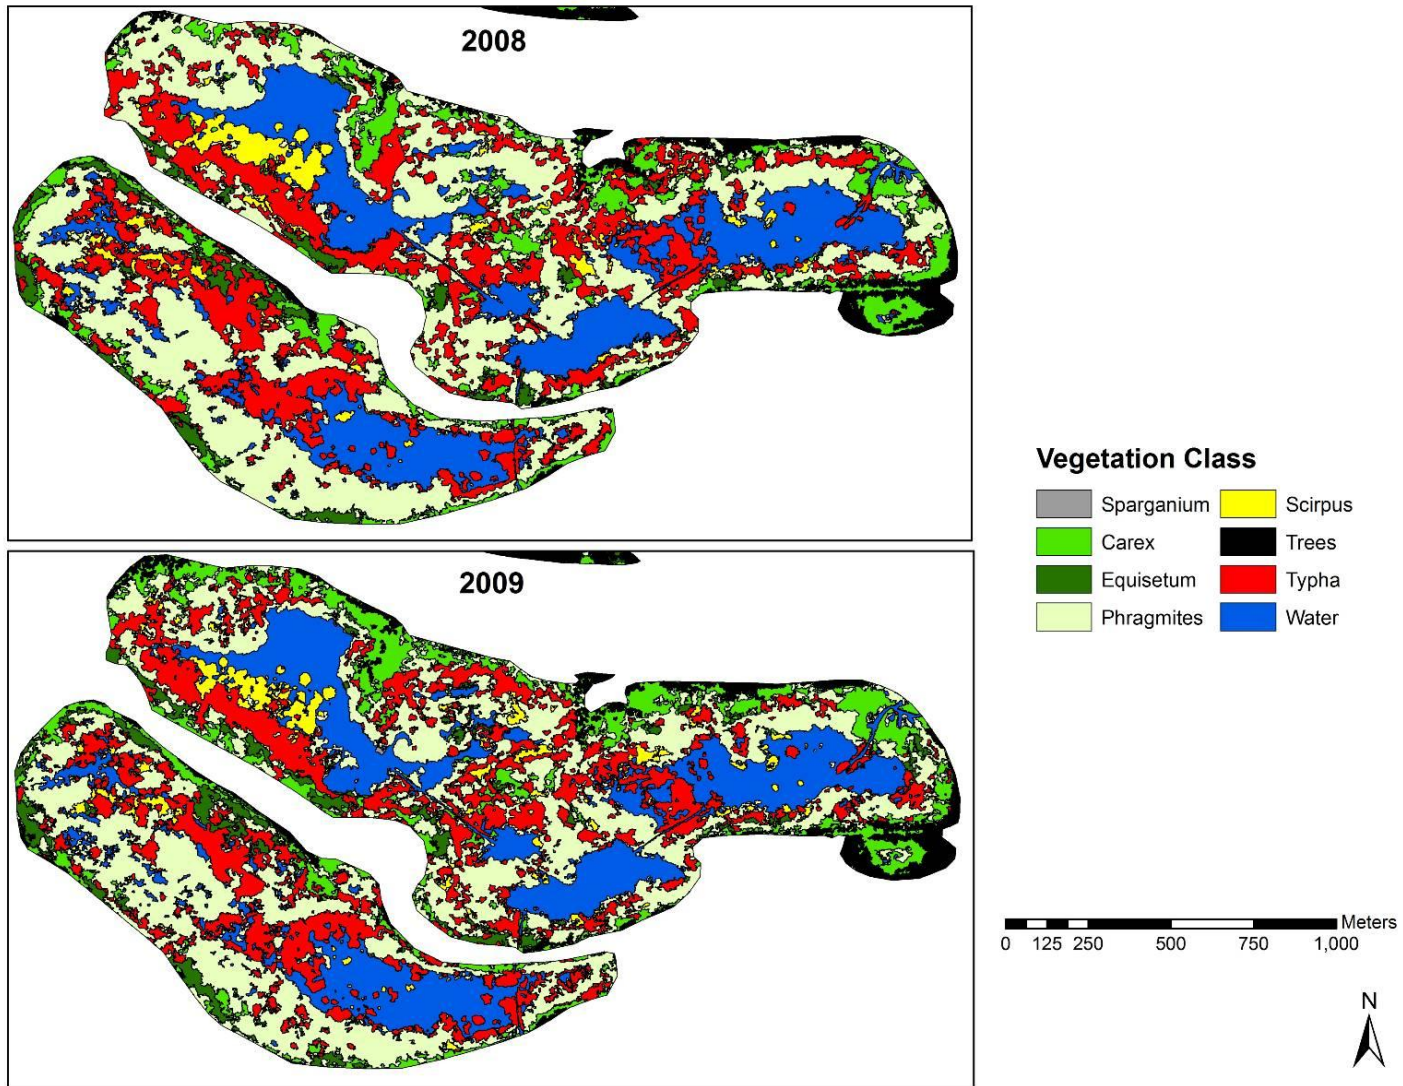 2008
2009
Vegetation Class
Sparganium
Scirpus
Carex
Trees
Equisetum
Typha
Phragmites
Water
Meters
0 125 250 500 750 1,000
N